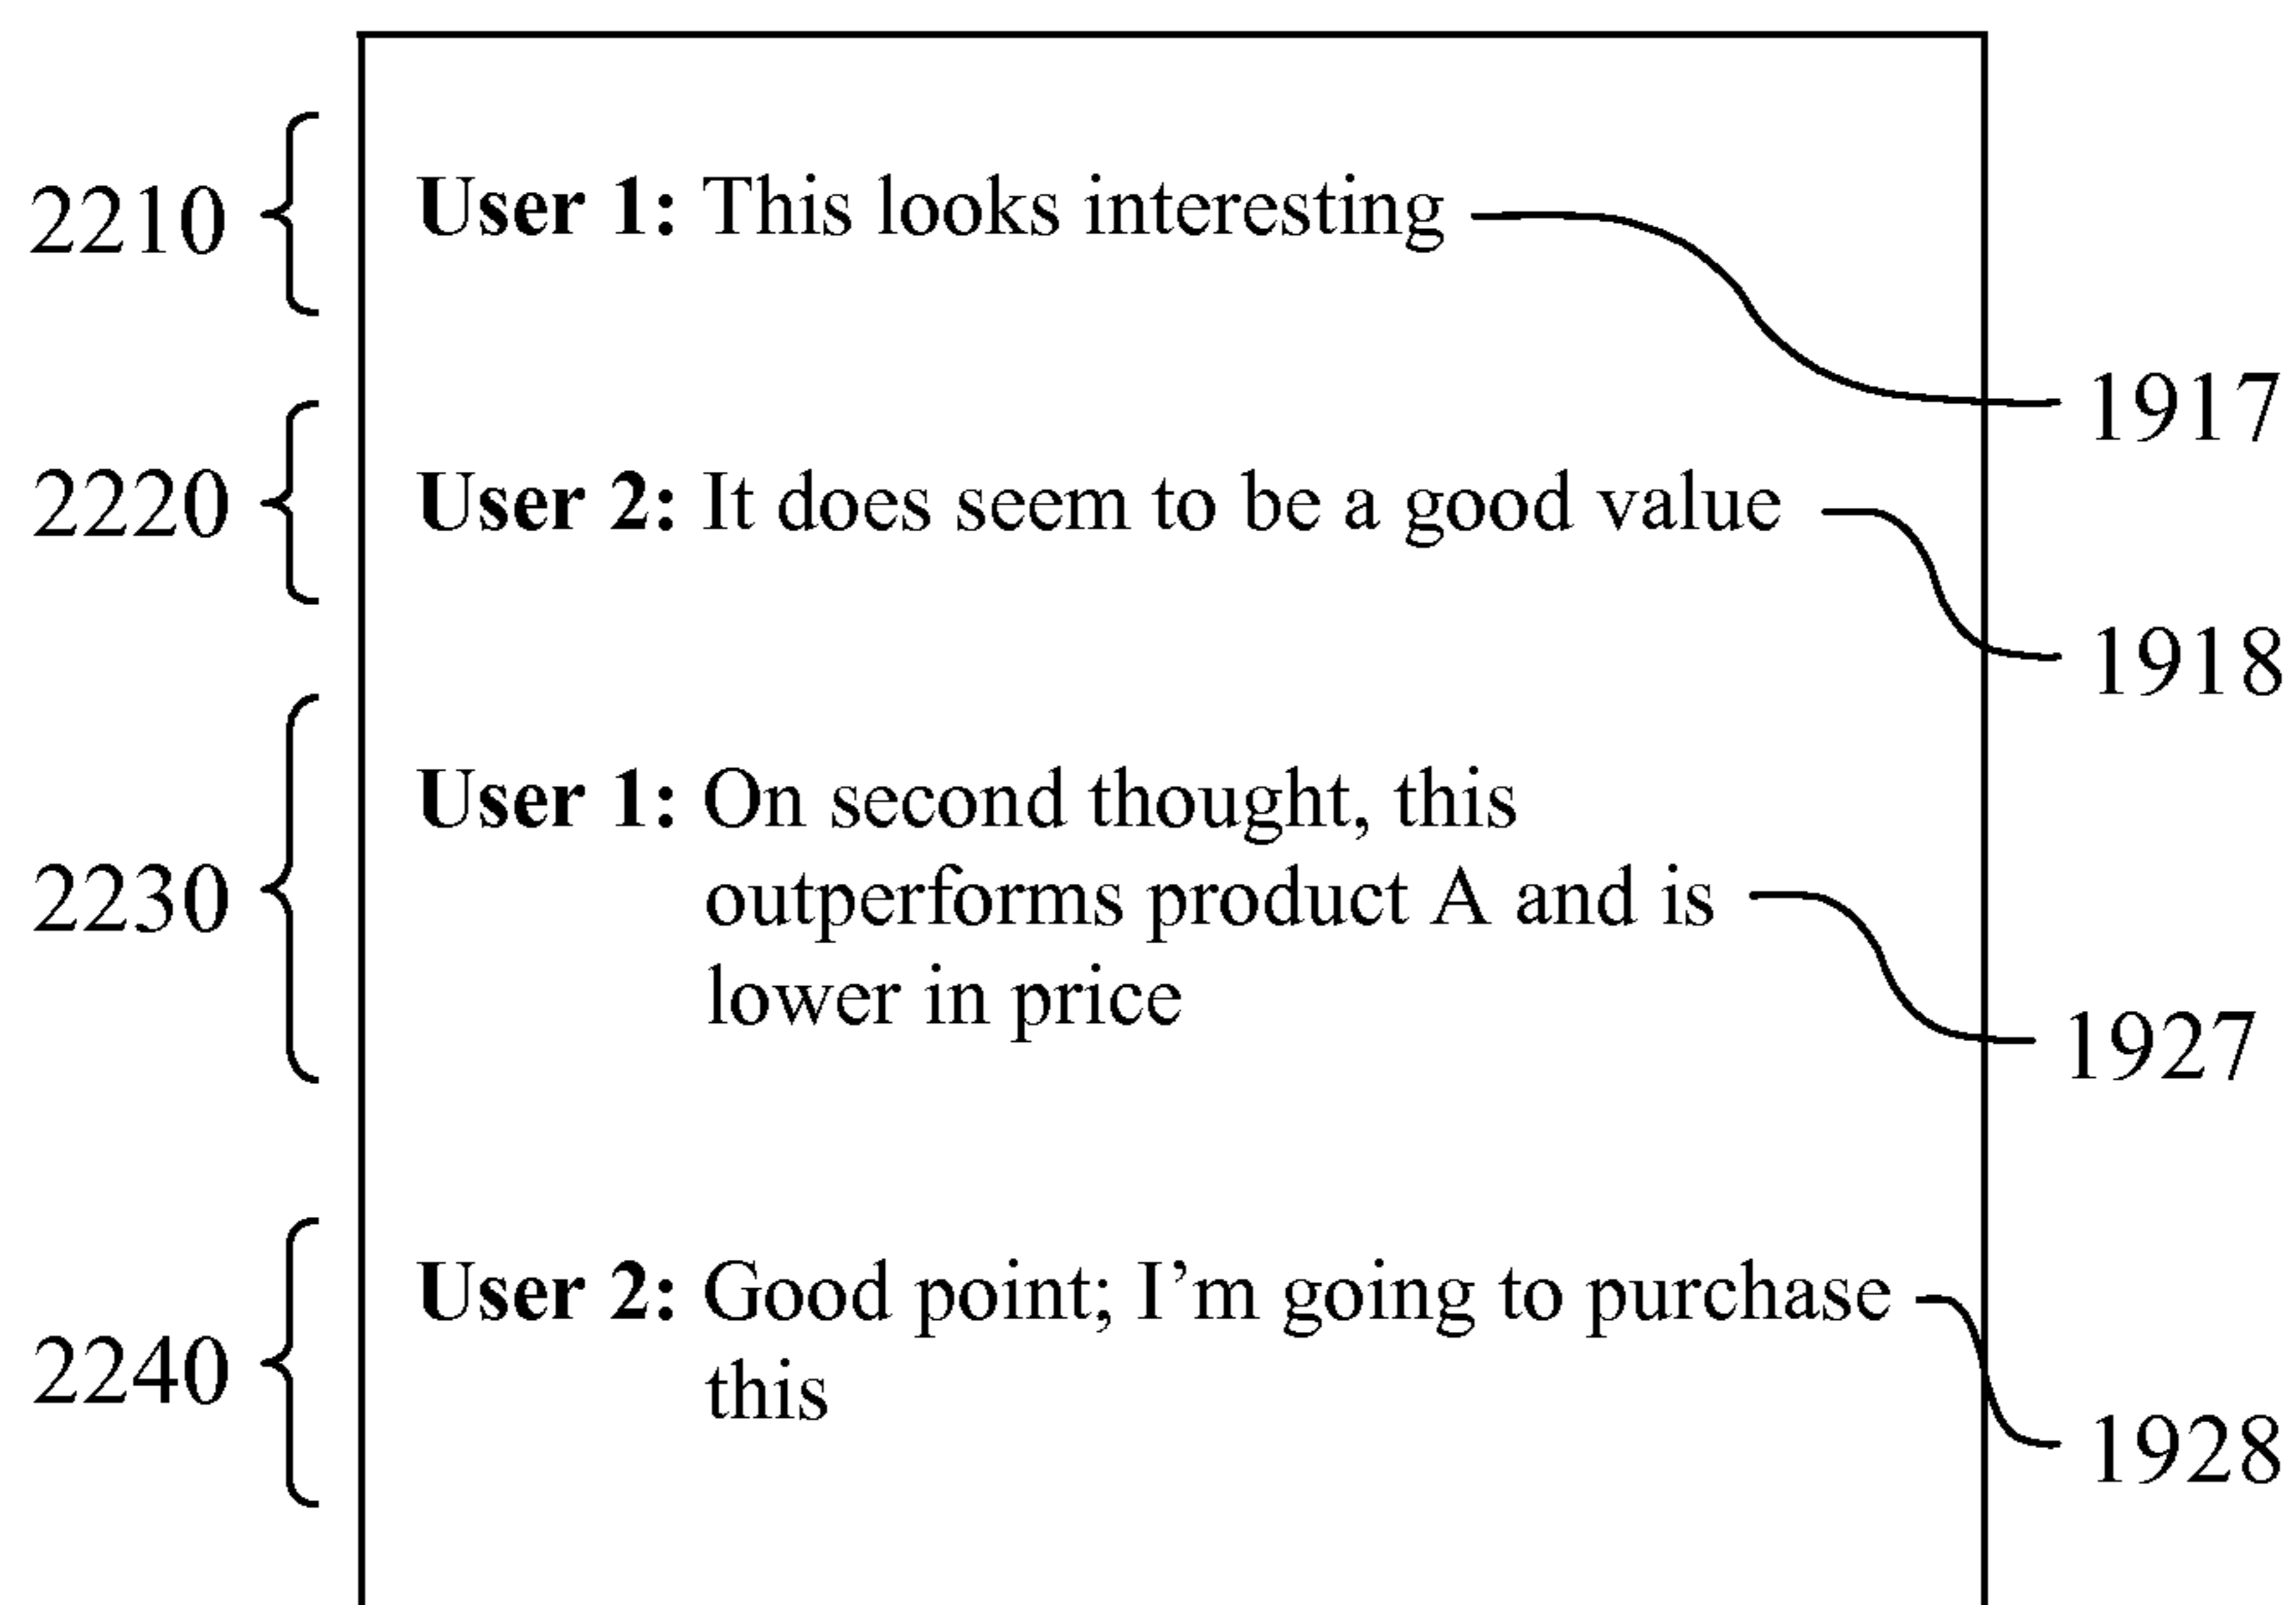 2210
User 1: This looks interesting
1917
2220
User 2: It does seem to be a good value
1918
User 1: On second thought, this
2230
outperforms product A and is
lower in price
1927
User 2: Good point; I’m going to purchase
2240
this
1928